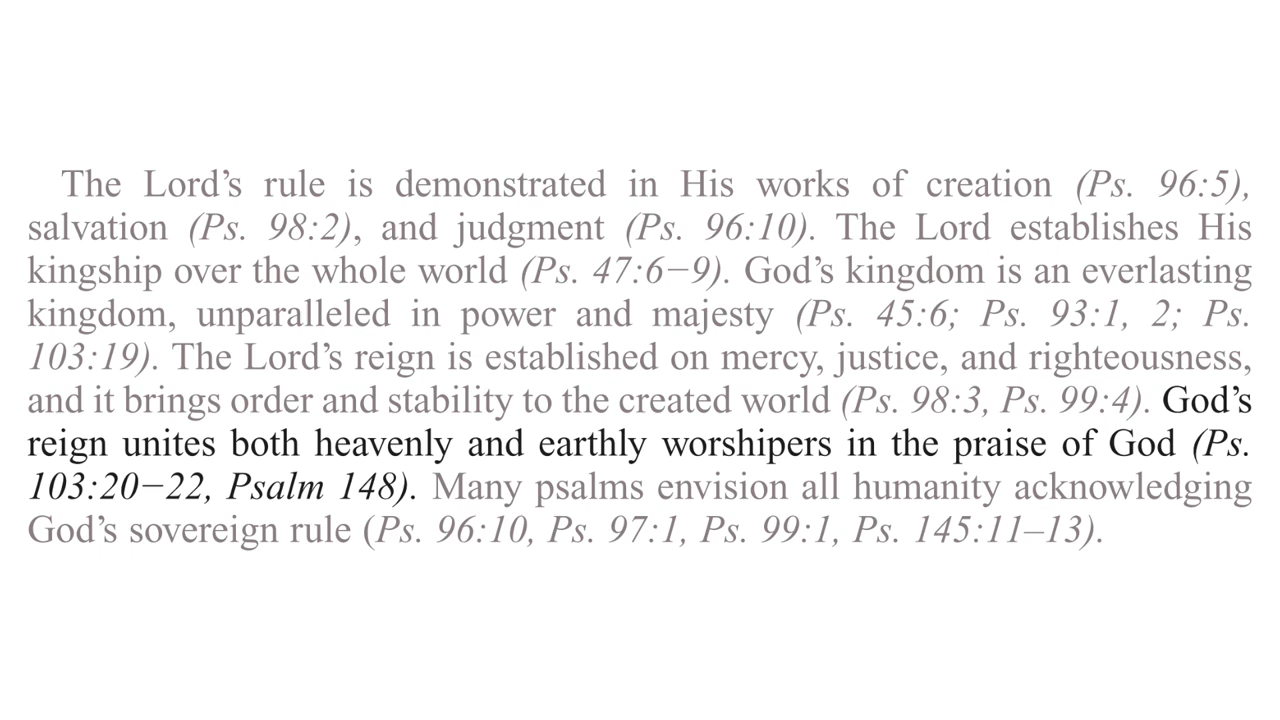 The Lord’s rule is demonstrated in His works of creation (Ps. 96:5),
salvation (Ps. 98:2), and judgment (Ps. 96:10). The Lord establishes His
kingship over the whole world (Ps. 47:6−9). God’s kingdom is an everlasting
kingdom, unparalleled in power and majesty (Ps. 45:6; Ps. 93:1, 2; Ps.
103:19). The Lord’s reign is established on mercy, justice, and righteousness,
and it brings order and stability to the created world (Ps. 98:3, Ps. 99:4). God’s
reign unites both heavenly and earthly worshipers in the praise of God (Ps.
103:20−22, Psalm 148). Many psalms envision all humanity acknowledging
God’s sovereign rule (Ps. 96:10, Ps. 97:1, Ps. 99:1, Ps. 145:11–13).